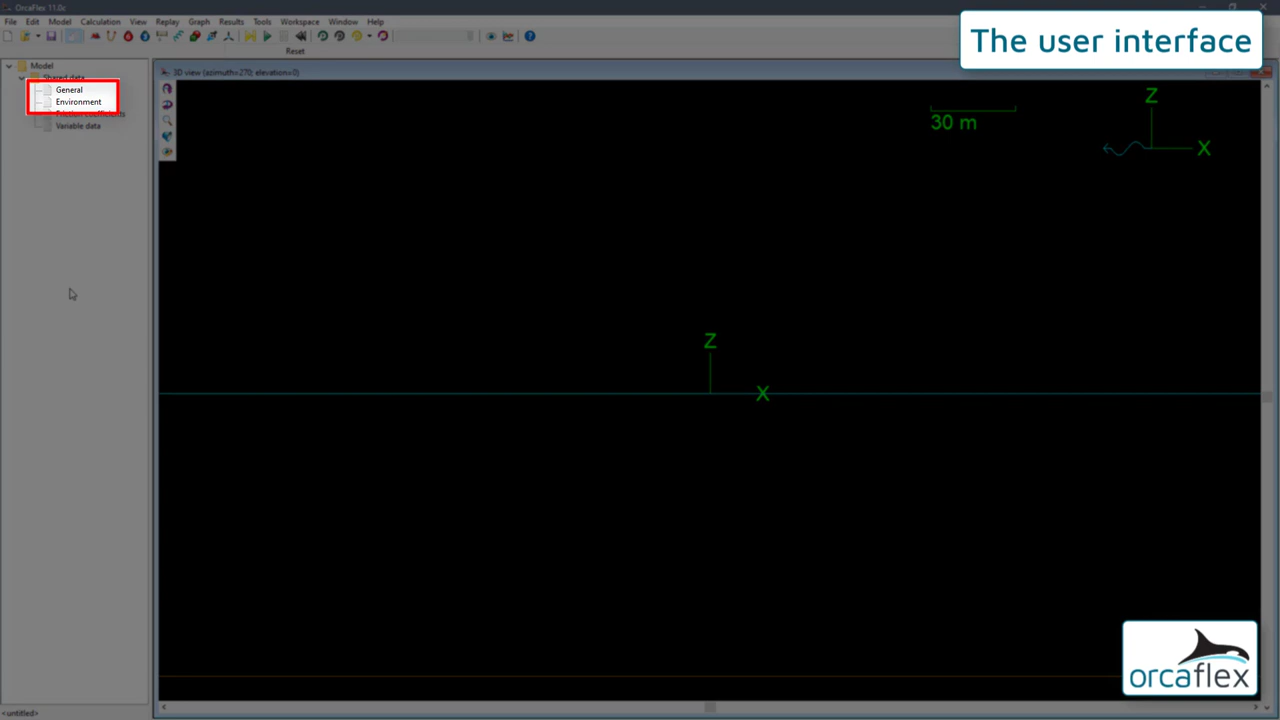 OrcaFlex 11.0c
File Edit Model Calculation View Replay Graph Results Tools Workspace Window Help
The user interface
Reset
Model
Shared data
General
Environment
Friction coefficients
Variable data
3D view (azimuth=270; elevation=0)
30 m
Z
X
Z
X
orcaflex
<untitled>